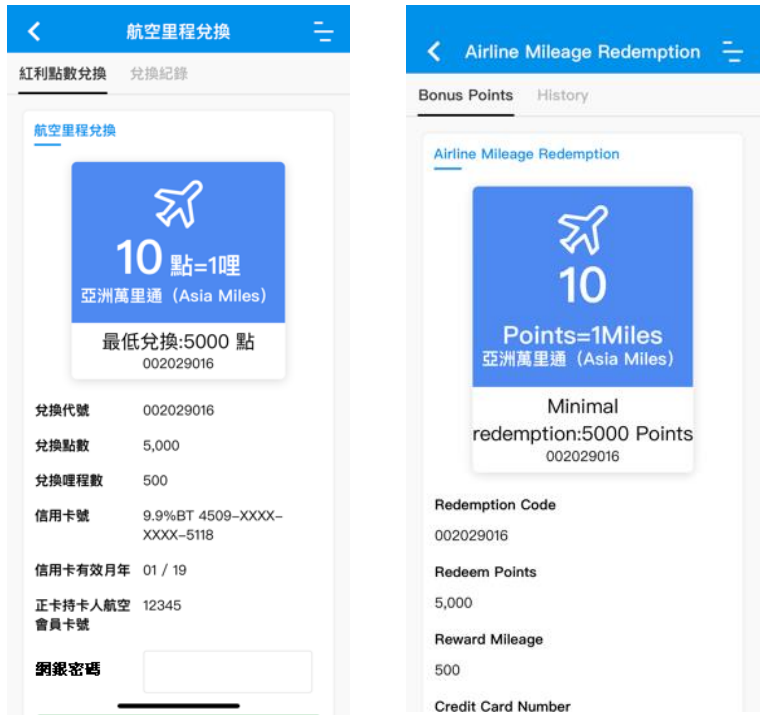 航空里程兌換
紅利點數兌換 兌換紀錄
航空里程兌換
10 點=1哩
亞洲萬里通（Asia Miles）
最低兌換:5000 點
002029016
兌換代號 002029016
兌換點數 5,000
兌換哩程數 500
信用卡號 9.9%BT 4509–XXXX–
XXXX–5118
信用卡有效月年 01 / 19
正卡持卡人航空 12345
會員卡號
網銀密碼
Airline Mileage Redemption
Bonus Points History
Airline Mileage Redemption
10
Points=1Miles
亞洲萬里通（Asia Miles）
Minimal
redemption:5000 Points
002029016
Redemption Code
002029016
Redeem Points
5,000
Reward Mileage
500
Credit Card Number